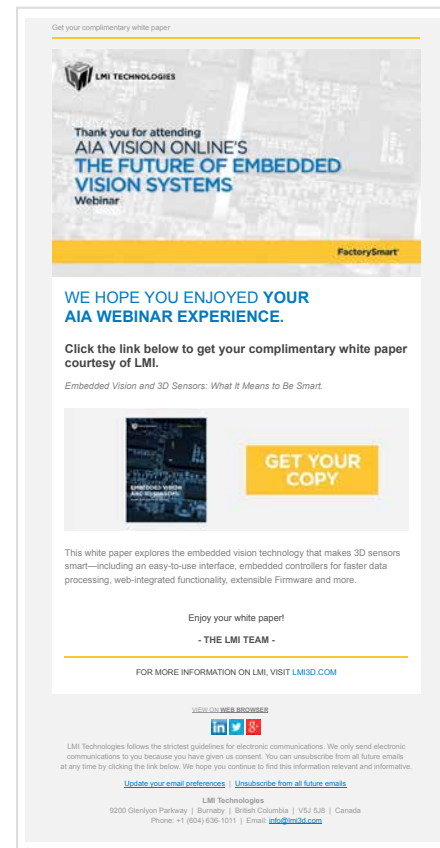 Get your complimentary white paper
LMI TECHNOLOGIES
Thank you for attending
AIA VISION ONLINE'S
THE FUTURE OF EMBEDDED
VISION SYSTEMS
Webinar
FactorySmart
WE HOPE YOU ENJOYED YOUR
AIA WEBINAR EXPERIENCE.
Click the link below to get your complimentary white paper
courtesy of LMI.
Embedded Vision and 3D Sensors: What It Means to Be Smart.
EMBEDDED VISION
AND 3D SENSORS:
GET YOUR
COPY
This white paper explores the embedded vision technology that makes 3D sensors
smart—including an easy-to-use interface, embedded controllers for faster data
processing, web-integrated functionality, extensible Firmware and more.
Enjoy your white paper!
- THE LMI TEAM -
FOR MORE INFORMATION ON LMI, VISIT LMI3D.COM
VIEW ON WEB BROWSER
LMI Technologies follows the strictest guidelines for electronic communications. We only send electronic
communications to you because you have given us consent. You can unsubscribe from all future emails
at any time by clicking the link below. We hope you continue to find this information relevant and informative.
Update your email preferences | Unsubscribe from all future emails
LMI Technologies
9200 Glenlyon Parkway | Burnaby | British Columbia | V5J 5J8 | Canada
Phone: +1 (604) 636-1011 | Email: info@lmi3d.com